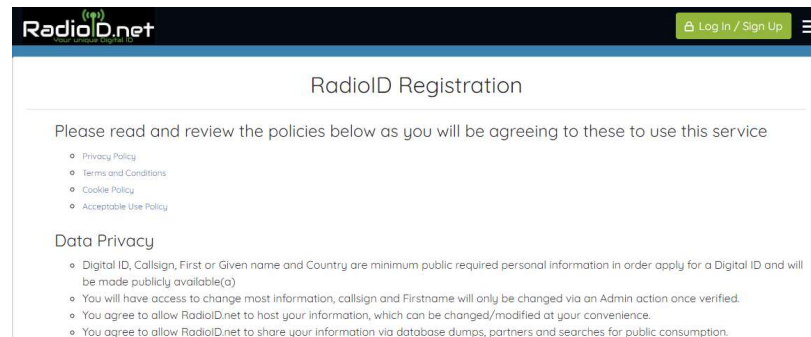 RadioID.net
Your Unique Digital ID
Log In / Sign Up
RadioID Registration
Please read and review the policies below as you will be agreeing to these to use this service
Privacy Policy
Terms and Conditions
Cookie Policy
Acceptable Use Policy
Data Privacy
Digital ID, Callsign, First or Given name and Country are minimum public required personal information in order apply for a Digital ID and will
be made publicly available(a)
You will have access to change most information, callsign and Firstname will only be changed via an Admin action once verified.
You agree to allow RadioID.net to host your information, which can be changed/modified at your convenience.
You agree to allow RadioID.net to share your information via database dumps, partners and searches for public consumption.